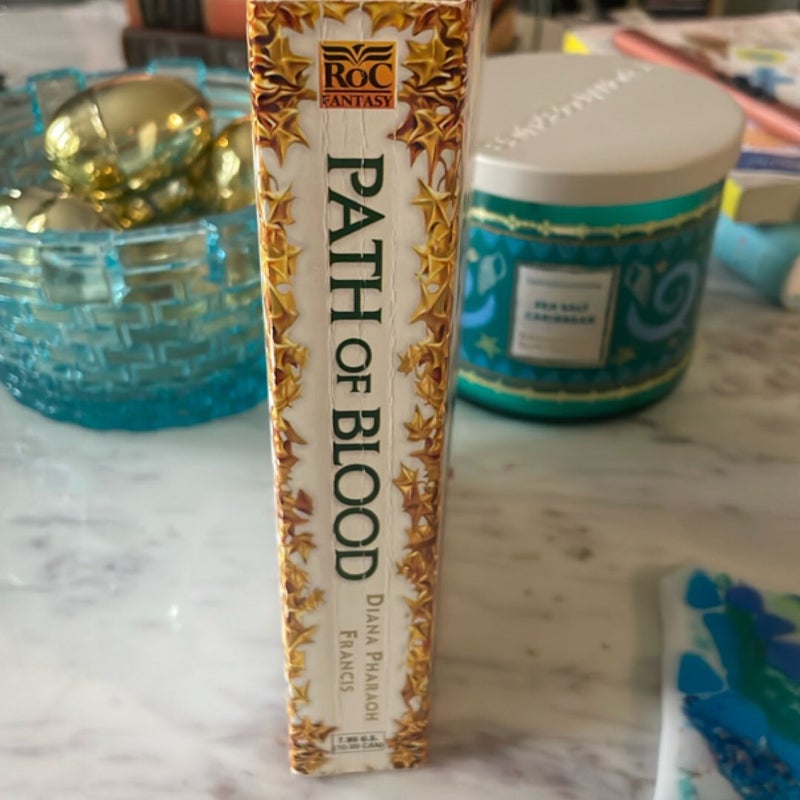 ROC
FANTASY
PATH OF BLOOD
DIANA PHARAOH
FRANCIS
SEA SALT
CARIBBEAN